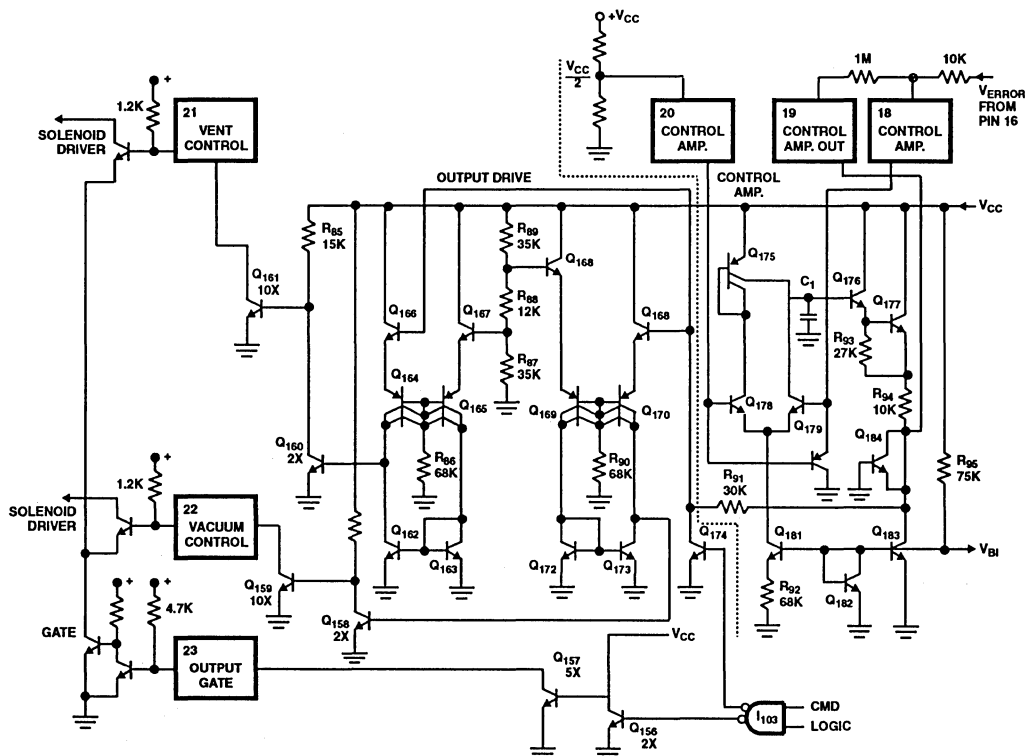 +VCC
VCC
2
1M
10K
VERROR
FROM
PIN 16
20
CONTROL
AMP.
19
CONTROL
AMP. OUT
18
CONTROL
AMP.
+
1.2K
21
VENT
CONTROL
SOLENOID
DRIVER
OUTPUT DRIVE
CONTROL
AMP.
VCC
R85
15K
R89
35K
Q168
Q175
C1
Q176
Q177
Q161
10X
Q166
Q167
R88
12K
Q168
R93
27K
R87
35K
R94
10K
Q164
Q165
Q169
Q170
Q178
Q179
Q184
Q160
2X
R86
68K
R90
68K
R91
30K
R95
75K
+
1.2K
SOLENOID
DRIVER
22
VACUUM
CONTROL
Q162
Q163
Q172
Q173
Q174
Q181
Q183
VBI
Q159
10X
R92
68K
Q182
+
+
4.7K
Q158
2X
GATE
23
OUTPUT
GATE
VCC
Q157
5X
Q156
2X
I103
CMD
LOGIC